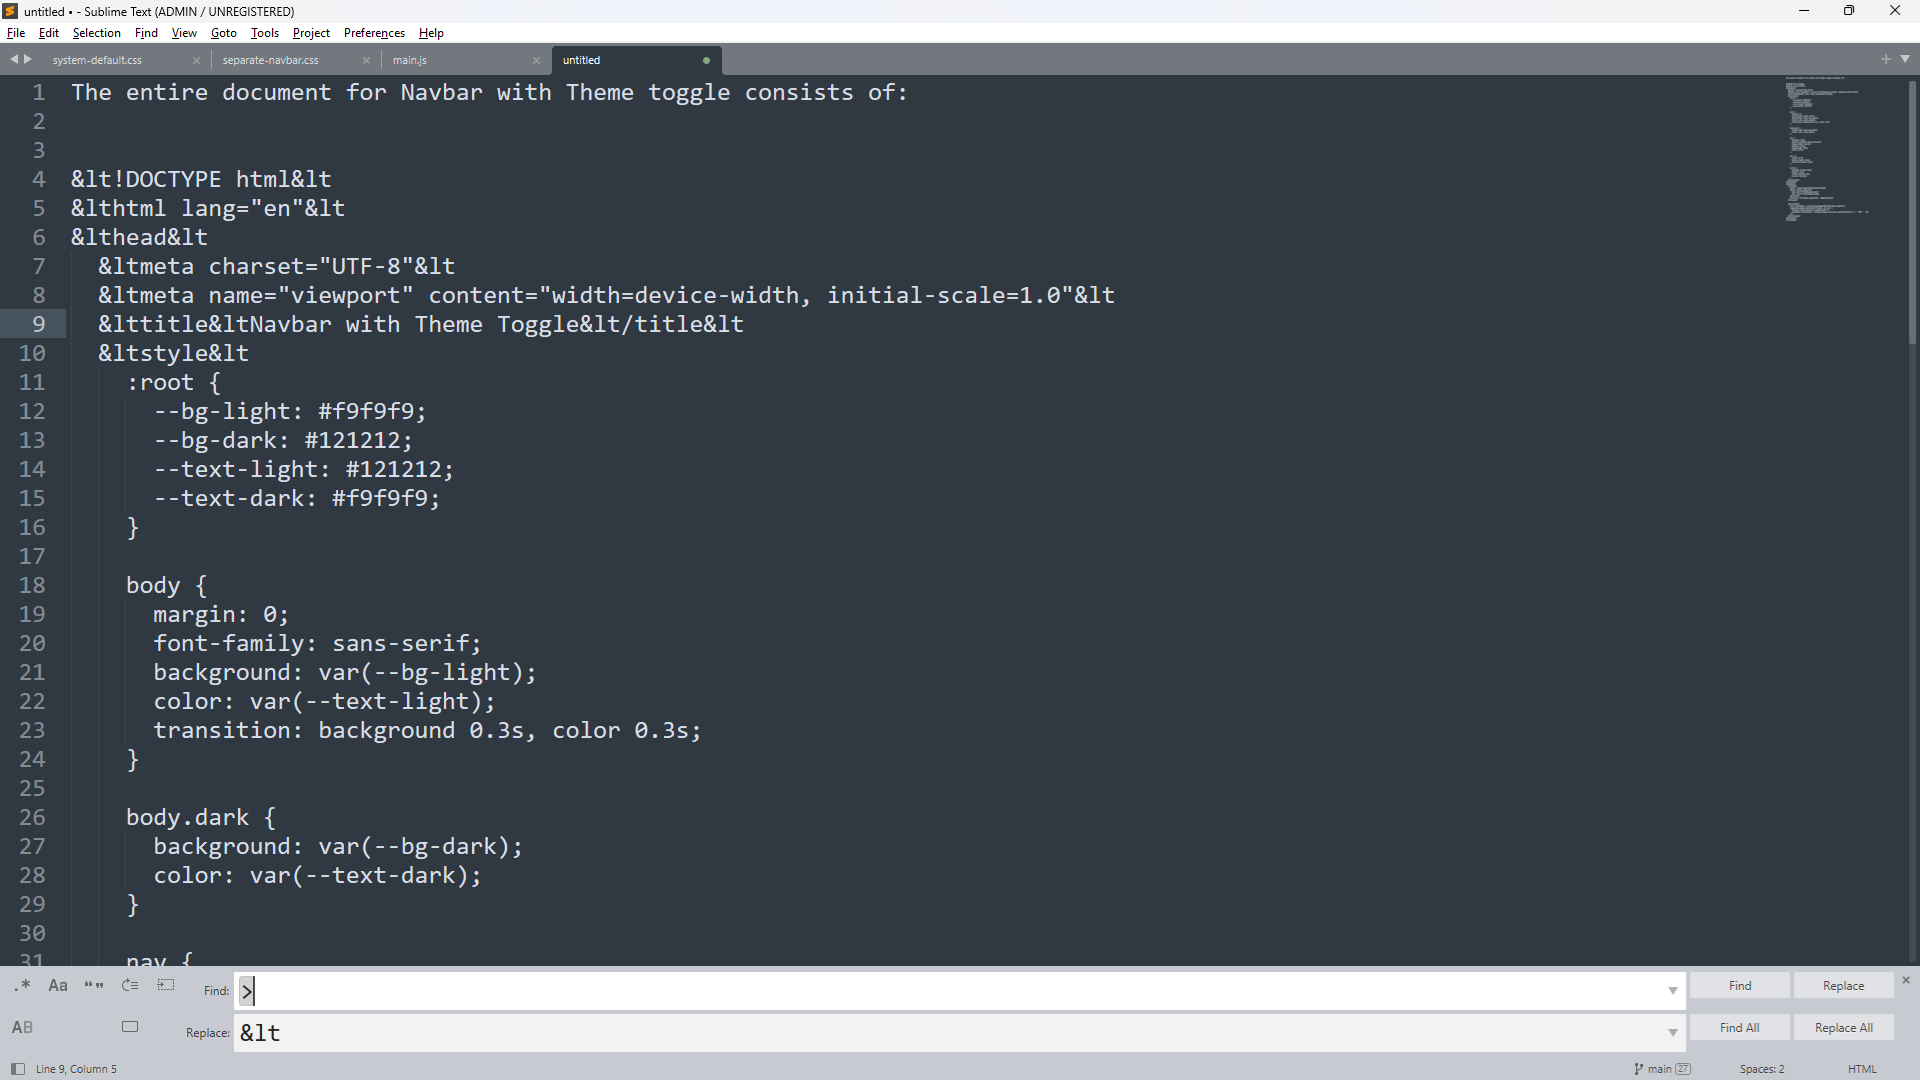 untitled • - Sublime Text (ADMIN / UNREGISTERED)
File Edit Selection Find View Goto Tools Project Preferences Help
system-default.css separate-navbar.css main.js untitled
1 The entire document for Navbar with Theme toggle consists of:
2
3
4 &lt!DOCTYPE html&lt
5 &lthtml lang="en"&lt
6 &lthead&lt
7 &ltmeta charset="UTF-8"&lt
8 &ltmeta name="viewport" content="width=device-width, initial-scale=1.0"&lt
9 &lttitle&ltNavbar with Theme Toggle&lt/title&lt
10 &ltstyle&lt
11 :root {
12 --bg-light: #f9f9f9;
13 --bg-dark: #121212;
14 --text-light: #121212;
15 --text-dark: #f9f9f9;
16 }
17
18 body {
19 margin: 0;
20 font-family: sans-serif;
21 background: var(--bg-light);
22 color: var(--text-light);
23 transition: background 0.3s, color 0.3s;
24 }
25
26 body.dark {
27 background: var(--bg-dark);
28 color: var(--text-dark);
29 }
30
31 nav {
.* Aa Find: > Find Replace
AB Replace: &lt Find All Replace All
Line 9, Column 5 main 27 Spaces: 2 HTML